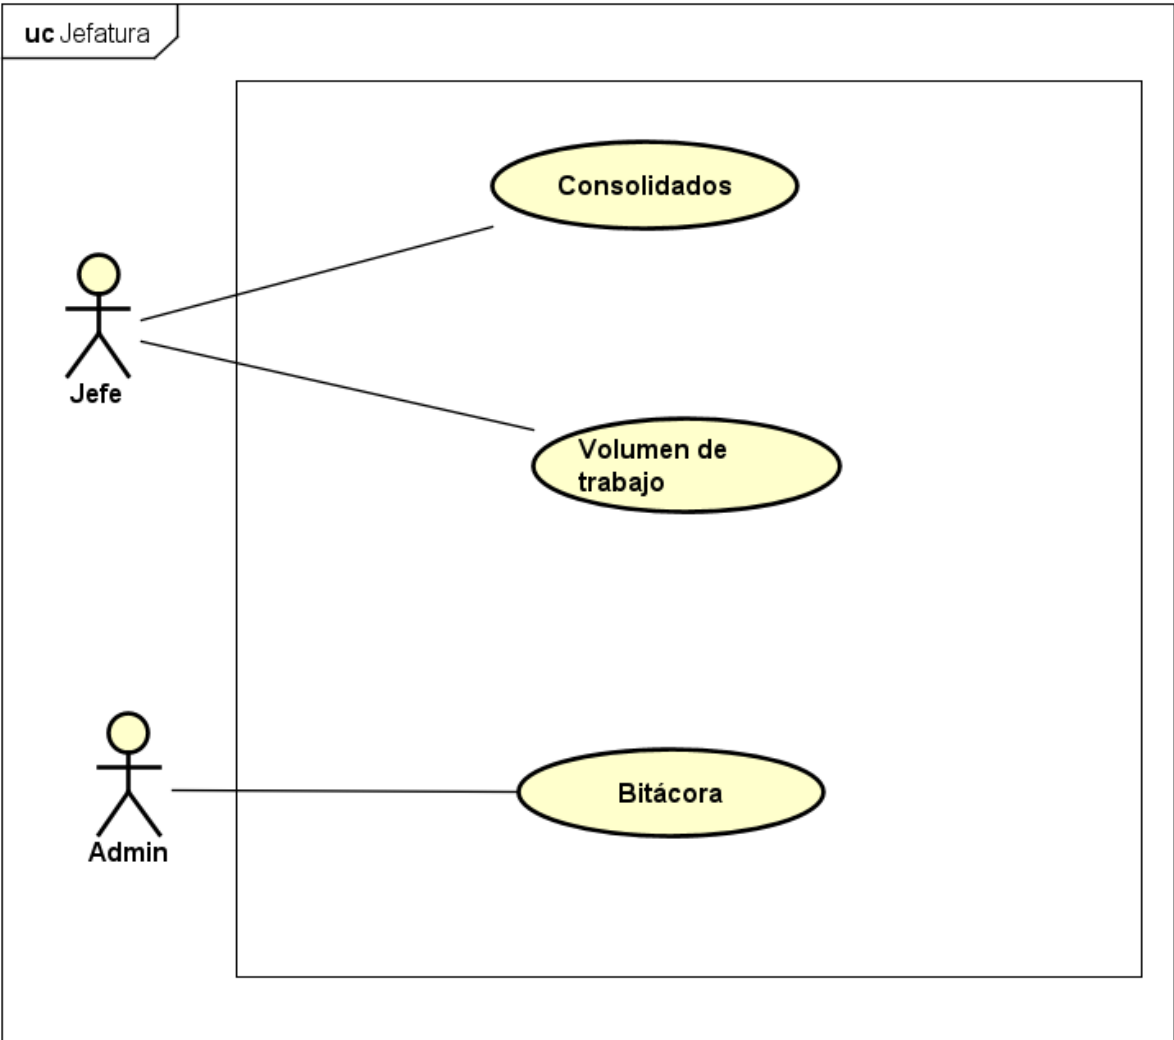 uc Jefatura
Consolidados
Jefe
Volumen de
trabajo
Bitácora
Admin